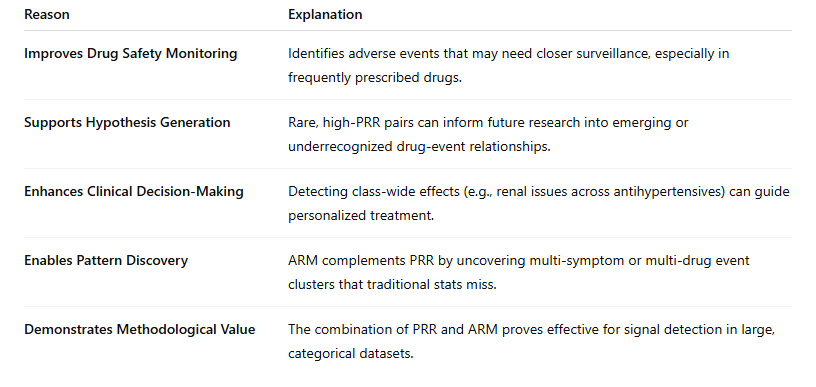 Reason Explanation
Improves Drug Safety Monitoring Identifies adverse events that may need closer surveillance, especially in
frequently prescribed drugs.
Supports Hypothesis Generation Rare, high-PRR pairs can inform future research into emerging or
underrecognized drug-event relationships.
Enhances Clinical Decision-Making Detecting class-wide effects (e.g., renal issues across antihypertensives) can guide
personalized treatment.
Enables Pattern Discovery ARM complements PRR by uncovering multi-symptom or multi-drug event
clusters that traditional stats miss.
Demonstrates Methodological Value The combination of PRR and ARM proves effective for signal detection in large,
categorical datasets.